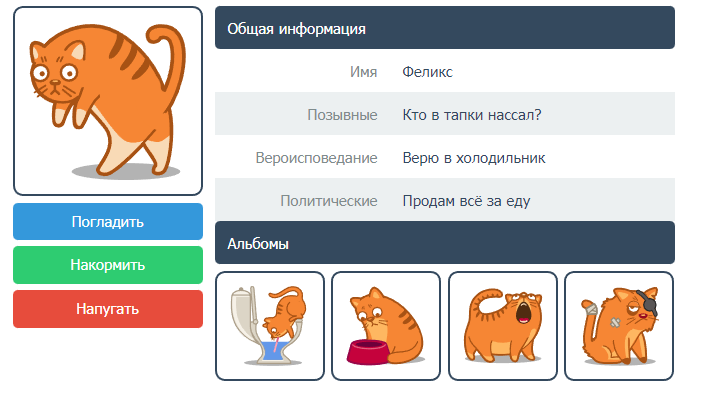 Погладить
Накормить
Напугать
Общая информация
Имя Феликс
Позывные Кто в тапки нассал?
Вероисповедание Верю в холодильник
Политические Продам всё за еду
Альбомы